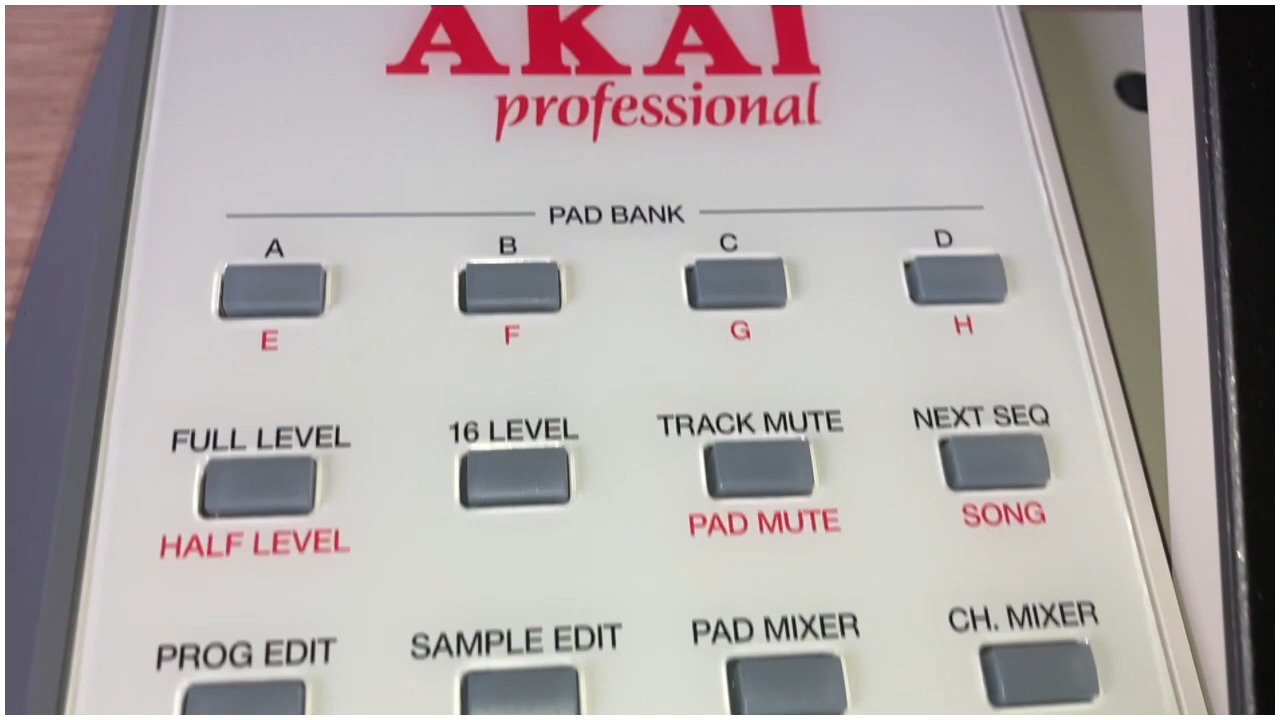 AKAI
professional
PAD BANK
A B C D
E F G H
FULL LEVEL 16 LEVEL TRACK MUTE NEXT SEQ
HALF LEVEL PAD MUTE SONG
PROG EDIT SAMPLE EDIT PAD MIXER CH. MIXER